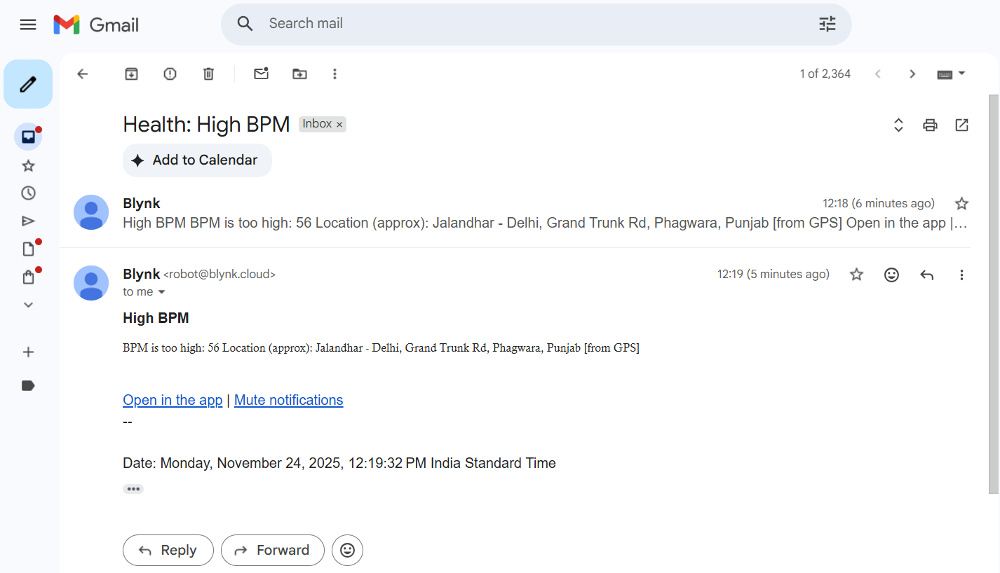 Gmail
Search mail
1 of 2,364
Health: High BPM
Inbox ×
Add to Calendar
Blynk
12:18 (6 minutes ago)
High BPM BPM is too high: 56 Location (approx): Jalandhar - Delhi, Grand Trunk Rd, Phagwara, Punjab [from GPS] Open in the app |…
Blynk <robot@blynk.cloud>
12:19 (5 minutes ago)
to me
High BPM
BPM is too high: 56 Location (approx): Jalandhar - Delhi, Grand Trunk Rd, Phagwara, Punjab [from GPS]
Open in the app | Mute notifications
--
Date: Monday, November 24, 2025, 12:19:32 PM India Standard Time
Reply
Forward